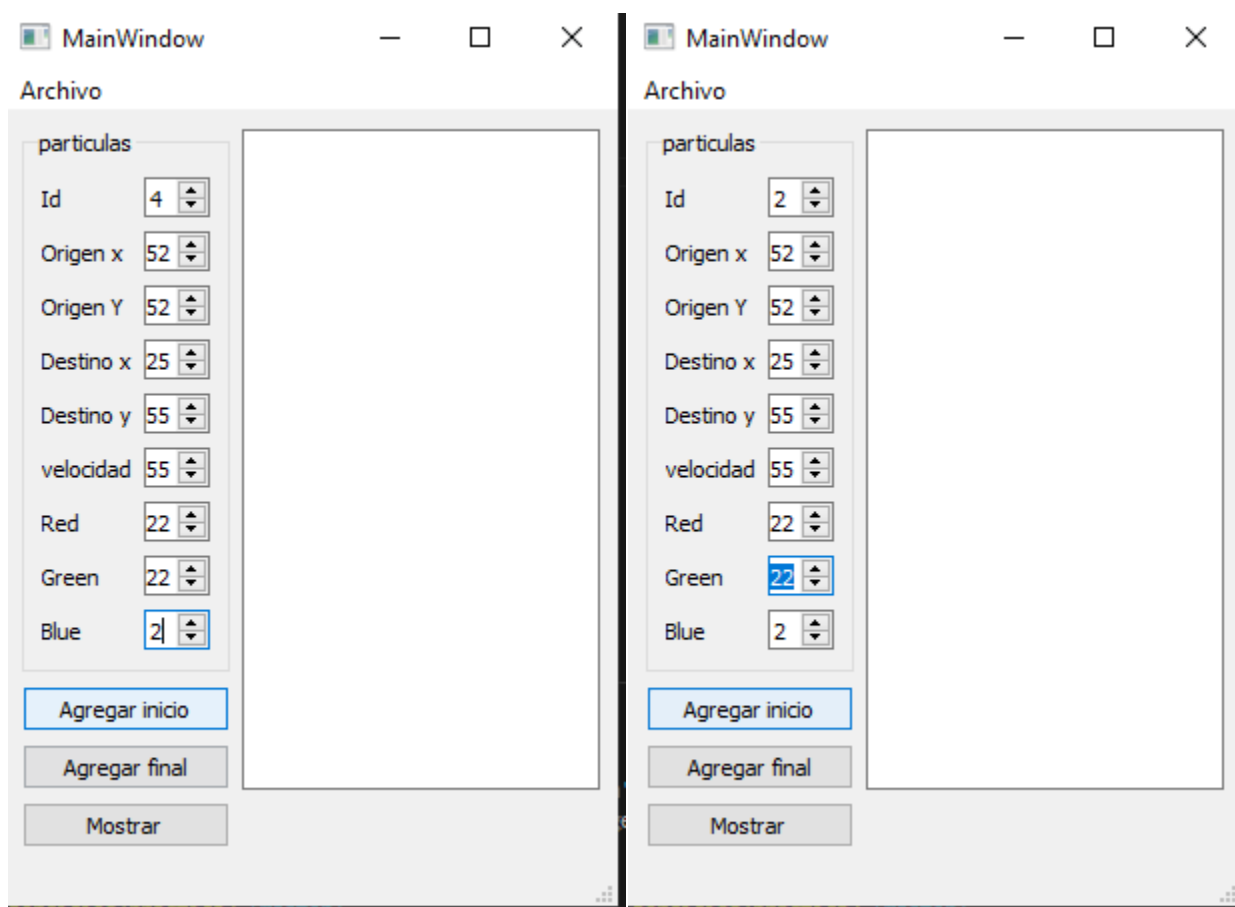 MainWindow
Archivo
particulas
Id 4
Origen x 52
Origen Y 52
Destino x 25
Destino y 55
velocidad 55
Red 22
Green 22
Blue 2
Agregar inicio
Agregar final
Mostrar
MainWindow
Archivo
particulas
Id 2
Origen x 52
Origen Y 52
Destino x 25
Destino y 55
velocidad 55
Red 22
Green 22
Blue 2
Agregar inicio
Agregar final
Mostrar